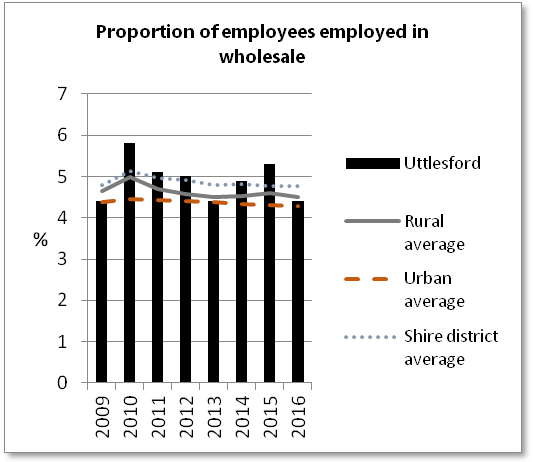 Proportion of employees employed in
wholesale
7
6
5
4
3
2
1
0
%
2009
2010
2011
2012
2013
2014
2015
2016
Uttlesford
Rural
average
Urban
average
Shire district
average